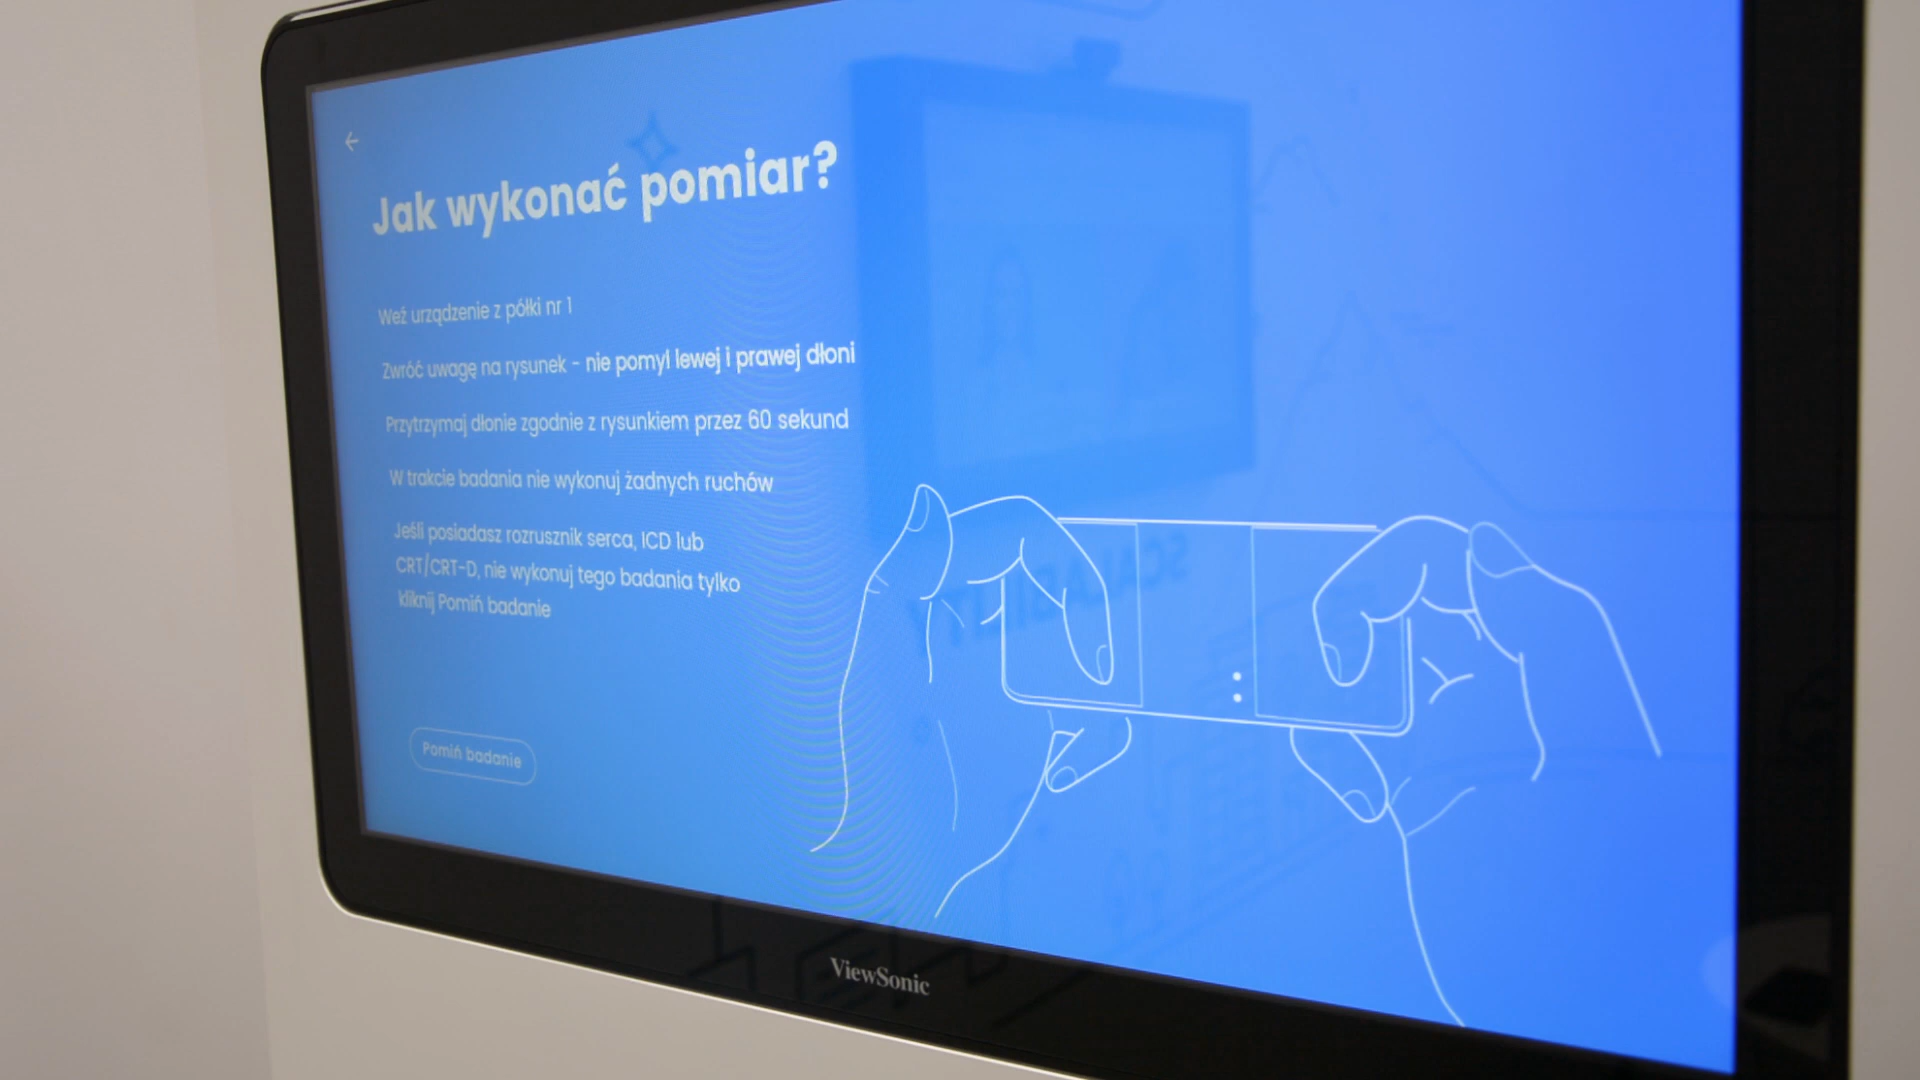 Jak wykonać pomiar?
Weź urządzenie z półki nr 1
Zwróć uwagę na rysunek - nie pomyl lewej i prawej dłoni
Przytrzymaj dłonie zgodnie z rysunkiem przez 60 sekund
W trakcie badania nie wykonuj żadnych ruchów
Jeśli posiadasz rozrusznik serca, ICD lub
CRT/CRT-D, nie wykonuj tego badania tylko
kliknij Pomiń badanie
Pomiń badanie
SCALABILITY
ViewSonic